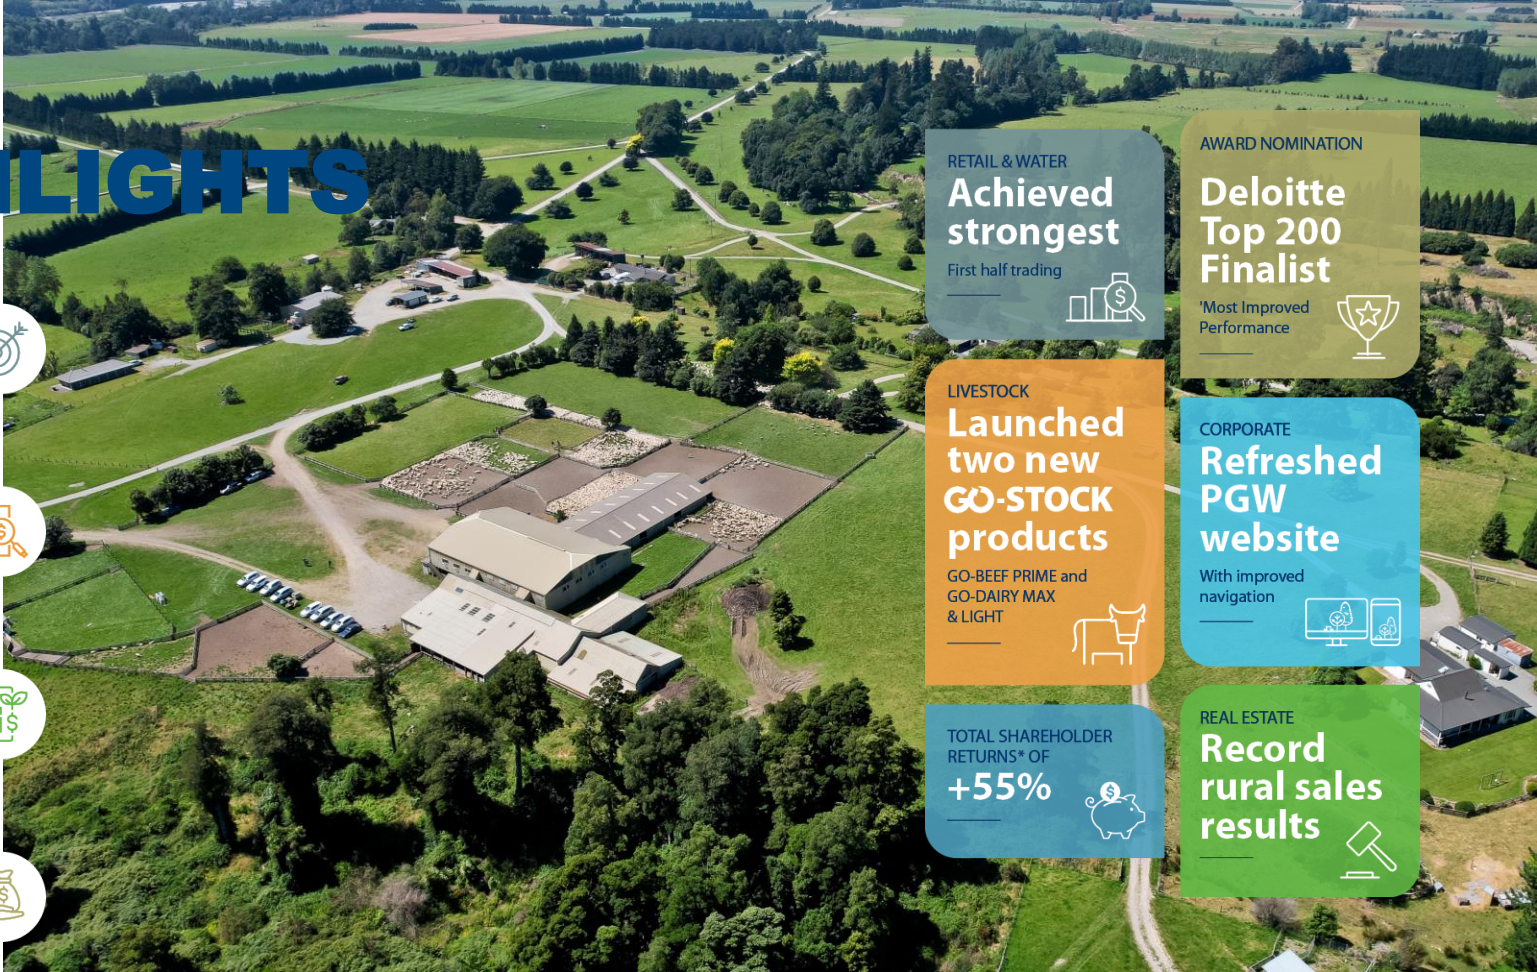 LIGHTS
RETAIL & WATER
Achieved
strongest
First half trading
AWARD NOMINATION
Deloitte
Top 200
Finalist
'Most Improved
Performance
LIVESTOCK
Launched
two new
GO-STOCK
products
GO-BEEF PRIME and
GO-DAIRY MAX
& LIGHT
CORPORATE
Refreshed
PGW
website
With improved
navigation
TOTAL SHAREHOLDER
RETURNS* OF
+55%
REAL ESTATE
Record
rural sales
results